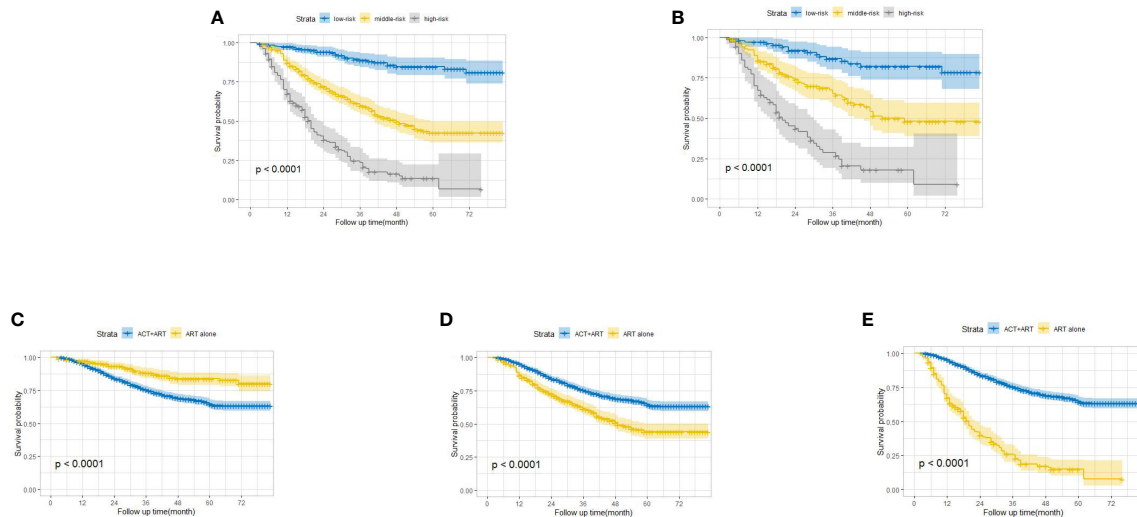 A
Strata low-risk middle-risk high-risk
1.00
0.75
0.50
0.25
0.00
Survival probability
p < 0.0001
0 12 24 36 48 60 72
Follow up time(month)
B
Strata low-risk middle-risk high-risk
1.00
0.75
0.50
0.25
0.00
Survival probability
p < 0.0001
0 12 24 36 48 60 72
Follow up time(month)
C
Strata ACT+ART ART alone
1.00
0.75
0.50
0.25
0.00
Survival probability
p < 0.0001
0 12 24 36 48 60 72
Follow up time(month)
D
Strata ACT+ART ART alone
1.00
0.75
0.50
0.25
0.00
Survival probability
p < 0.0001
0 12 24 36 48 60 72
Follow up time(month)
E
Strata ACT+ART ART alone
1.00
0.75
0.50
0.25
0.00
Survival probability
p < 0.0001
0 12 24 36 48 60 72
Follow up time(month)